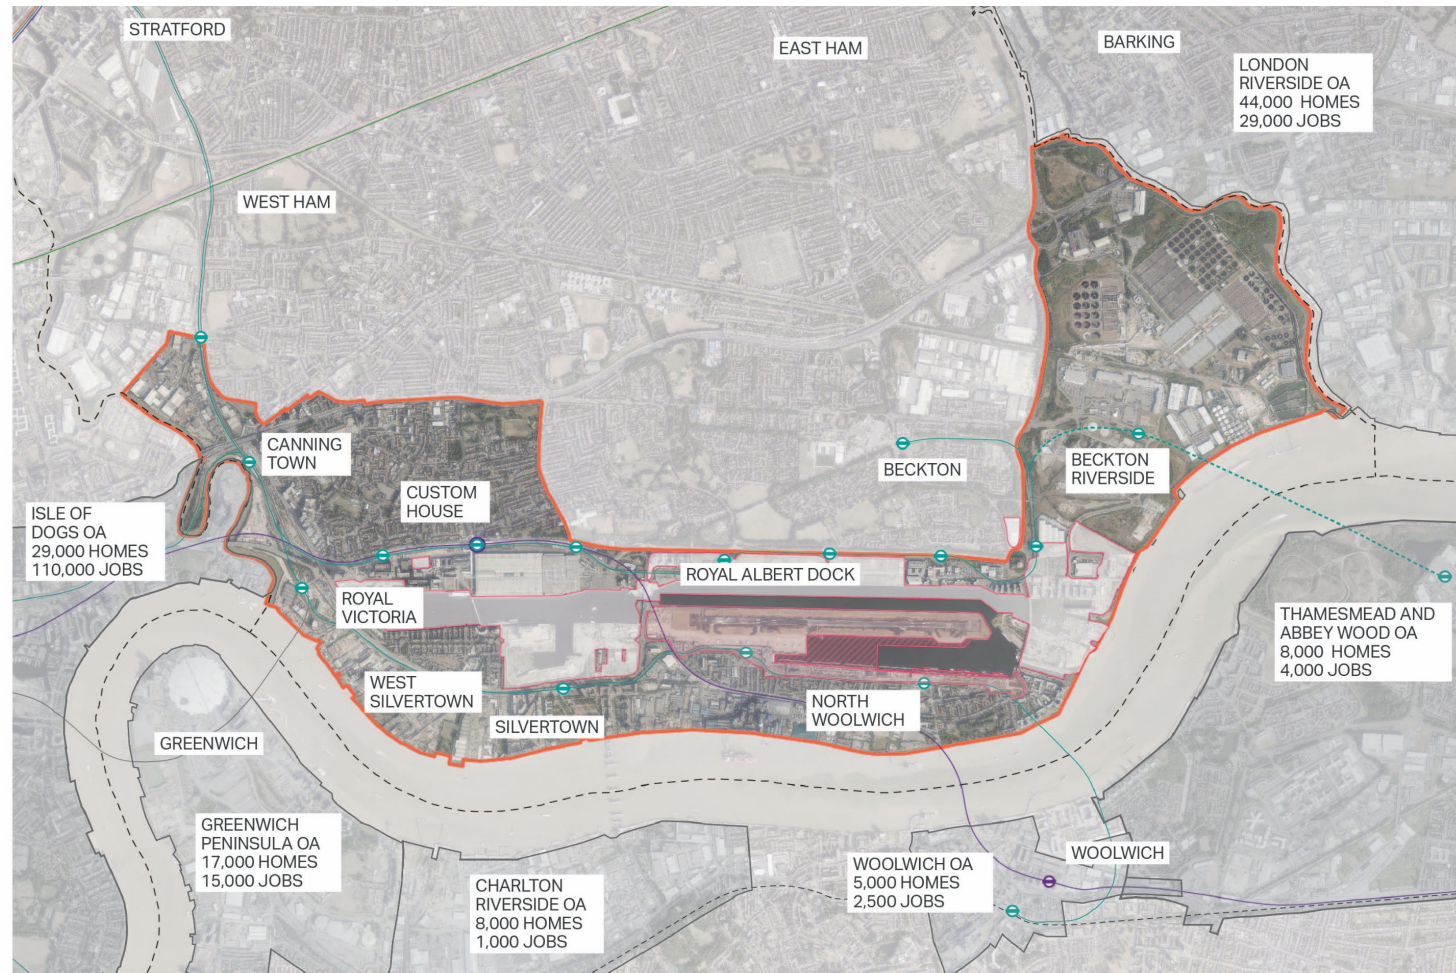 STRATFORD
EAST HAM
BARKING
LONDON
RIVERSIDE OA
44,000 HOMES
29,000 JOBS
WEST HAM
CANNING
TOWN
CUSTOM
HOUSE
BECKTON
BECKTON
RIVERSIDE
ISLE OF
DOGS OA
29,000 HOMES
110,000 JOBS
ROYAL ALBERT DOCK
ROYAL
VICTORIA
THAMESMEAD AND
ABBEY WOOD OA
8,000 HOMES
4,000 JOBS
WEST
SILVERTOWN
SILVERTOWN
NORTH
WOOLWICH
GREENWICH
GREENWICH
PENINSULA OA
17,000 HOMES
15,000 JOBS
CHARLTON
RIVERSIDE OA
8,000 HOMES
1,000 JOBS
WOOLWICH OA
5,000 HOMES
2,500 JOBS
WOOLWICH